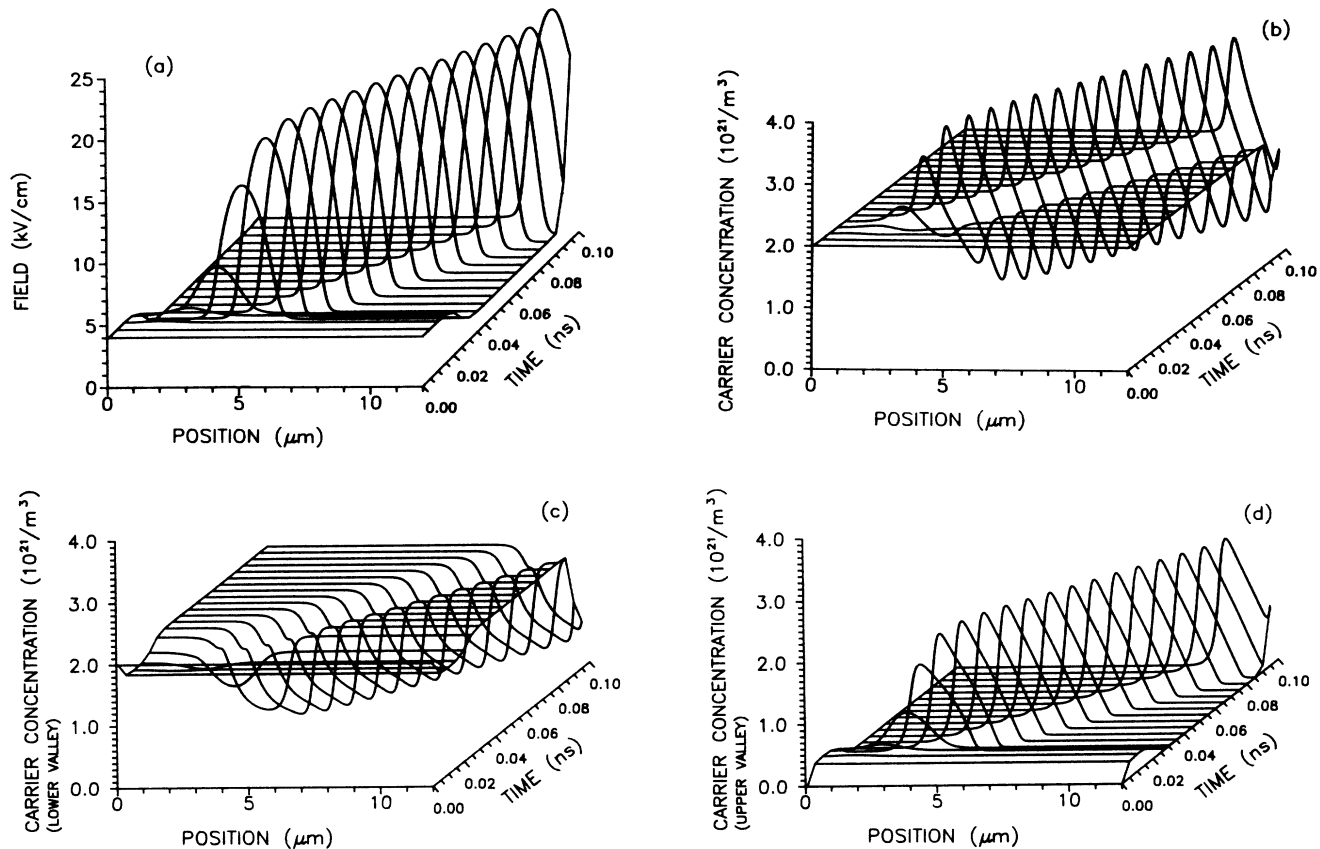 (a)
FIELD (kV/cm)
25
20
15
10
5
0
0 5 10
POSITION (μm)
0.00
0.02
0.04
0.06
0.08
0.10
TIME (ns)
(b)
CARRIER CONCENTRATION (10²¹/m³)
4.0
3.0
2.0
1.0
0.0
0 5 10
POSITION (μm)
0.00
0.02
0.04
0.06
0.08
0.10
TIME (ns)
(c)
CARRIER CONCENTRATION (10²¹/m³)
(LOWER VALLEY)
4.0
3.0
2.0
1.0
0.0
0 5 10
POSITION (μm)
0.00
0.02
0.04
0.06
0.08
0.10
TIME (ns)
(d)
CARRIER CONCENTRATION (10²¹/m³)
(UPPER VALLEY)
4.0
3.0
2.0
1.0
0.0
0 5 10
POSITION (μm)
0.00
0.02
0.04
0.06
0.08
0.10
TIME (ns)